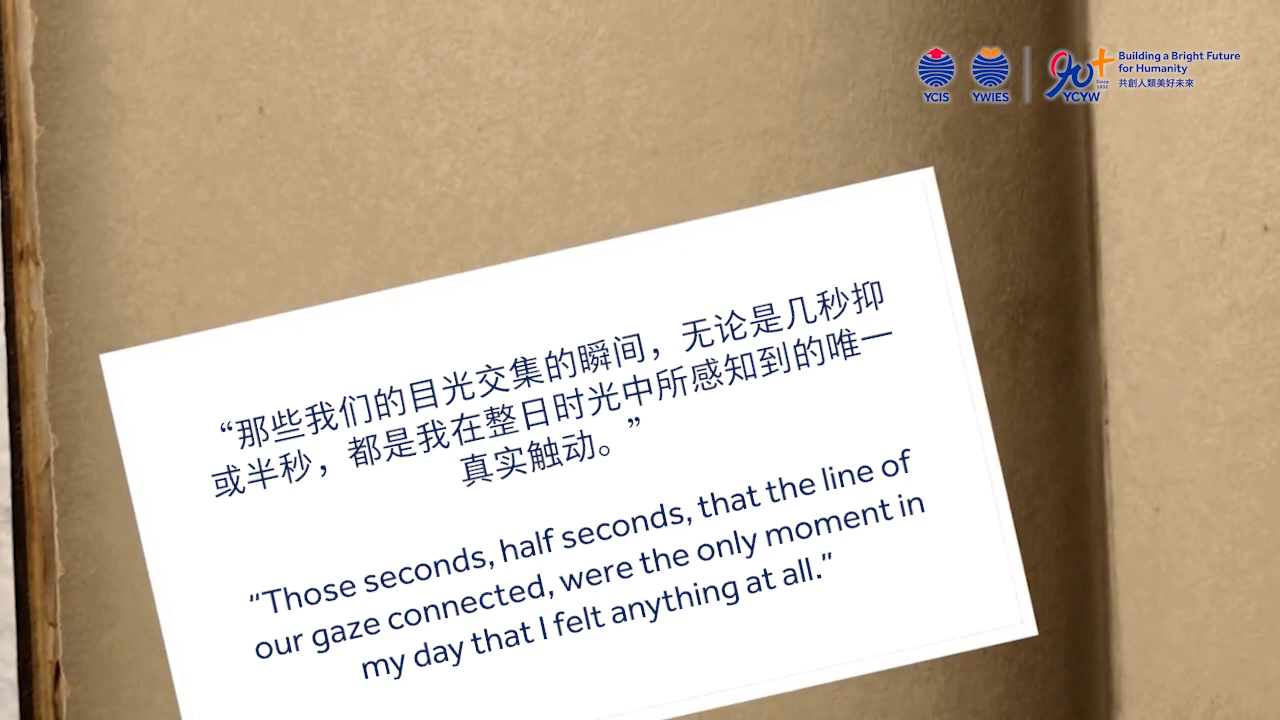 YCIS
YWIES
90+
Since 1932
YCYW
Building a Bright Future
for Humanity
共創人類美好未來
“那些我们的目光交集的瞬间，无论是几秒抑
或半秒，都是我在整日时光中所感知到的唯一
真实触动。”
“Those seconds, half seconds, that the line of
our gaze connected, were the only moment in
my day that I felt anything at all.”